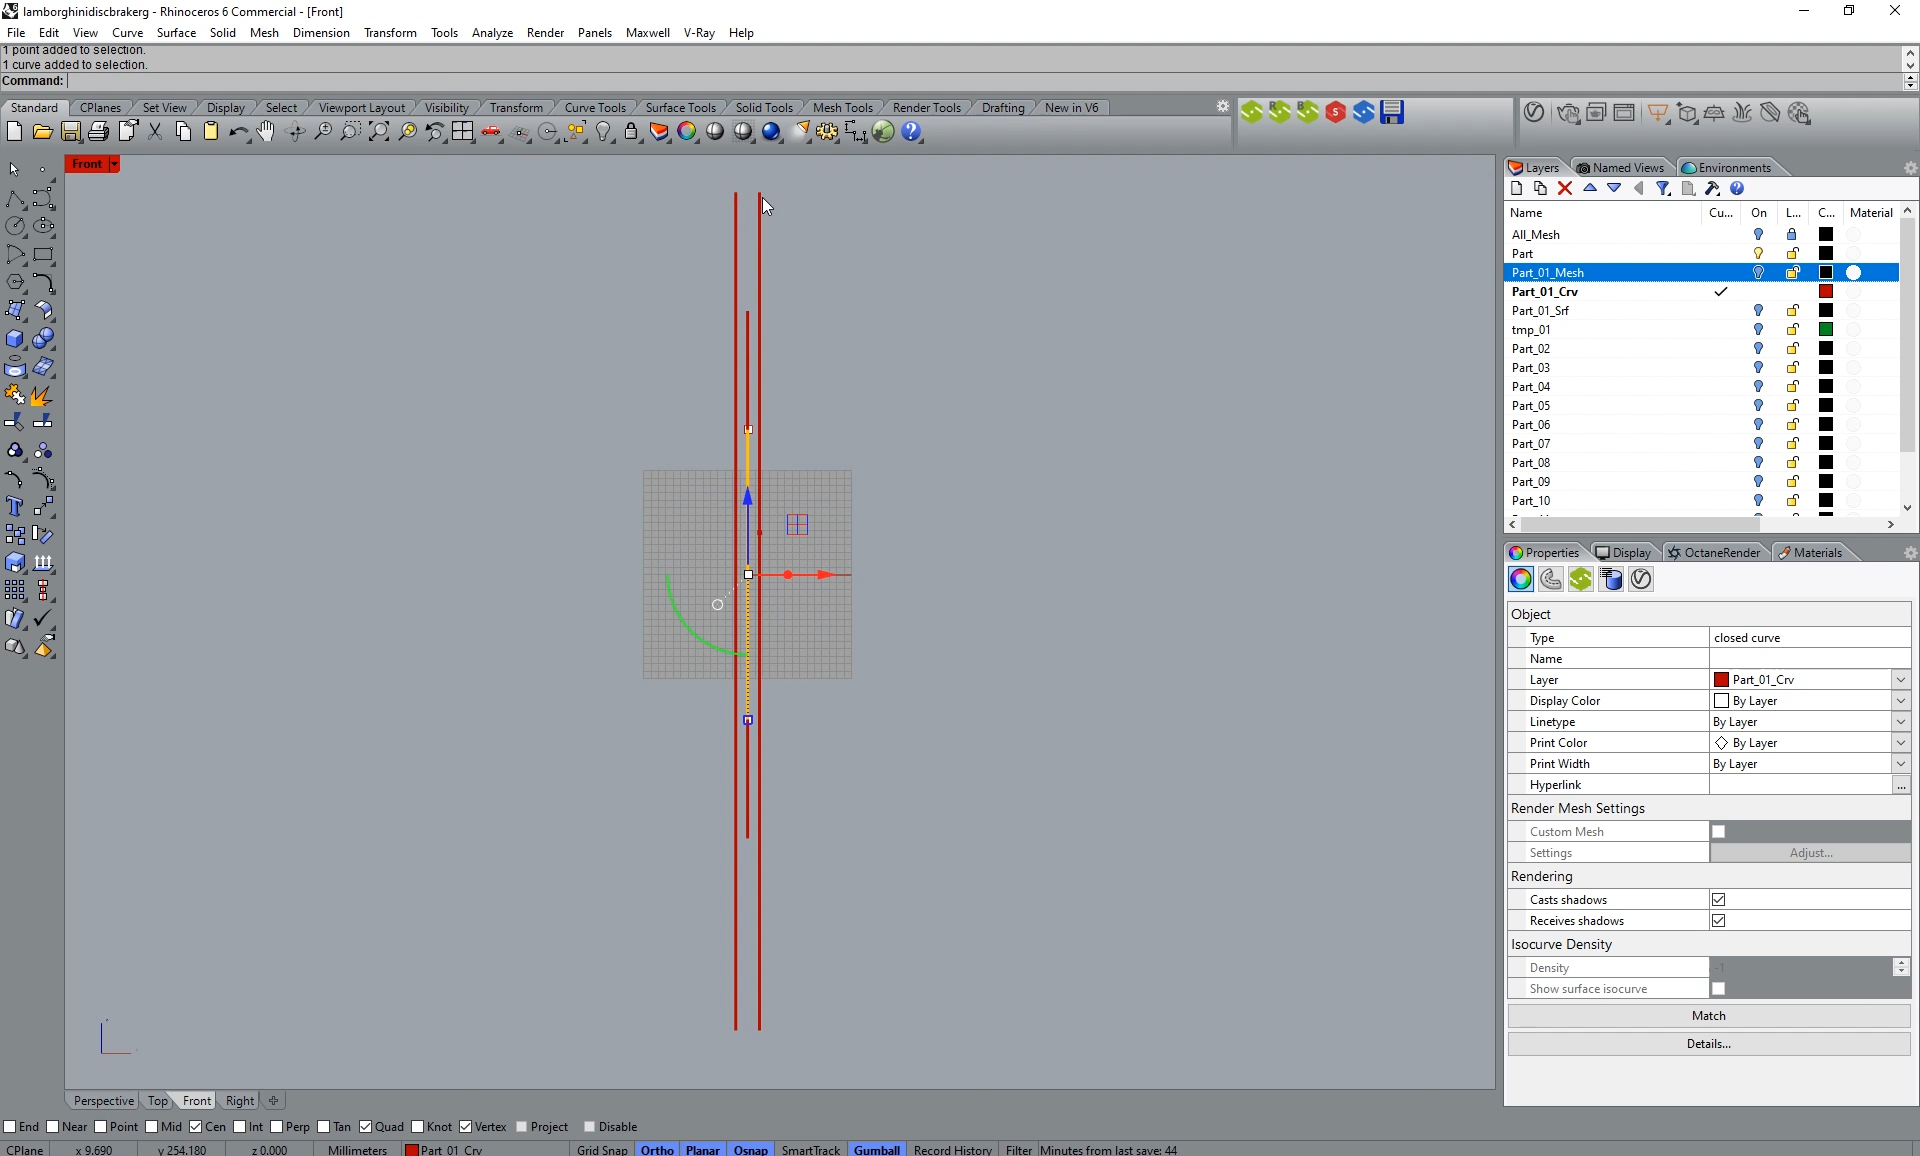 lamborghinidiscbrakerg - Rhinoceros 6 Commercial - [Front]
File Edit View Curve Surface Solid Mesh Dimension Transform Tools Analyze Render Panels Maxwell V-Ray Help
1 point added to selection.
1 curve added to selection.
Command:
Standard CPlanes Set View Display Select Viewport Layout Visibility Transform Curve Tools Surface Tools Solid Tools Mesh Tools Render Tools Drafting New in V6
Front
Layers Named Views Environments
Name Cu... On L... C... Material
All_Mesh
Part
Part_01_Mesh
Part_01_Crv
Part_01_Srf
tmp_01
Part_02
Part_03
Part_04
Part_05
Part_06
Part_07
Part_08
Part_09
Part_10
Properties Display OctaneRender Materials
Object
Type closed curve
Name
Layer Part_01_Crv
Display Color By Layer
Linetype By Layer
Print Color By Layer
Print Width By Layer
Hyperlink ...
Render Mesh Settings
Custom Mesh
Settings Adjust...
Rendering
Casts shadows
Receives shadows
Isocurve Density
Density -1
Show surface isocurve
Match
Details...
Perspective Top Front Right
End Near Point Mid Cen Int Perp Tan Quad Knot Vertex Project Disable
CPlane x 9.690 y 254.180 z 0.000 Millimeters Part_01_Crv Grid Snap Ortho Planar Osnap SmartTrack Gumball Record History Filter Minutes from last save: 44